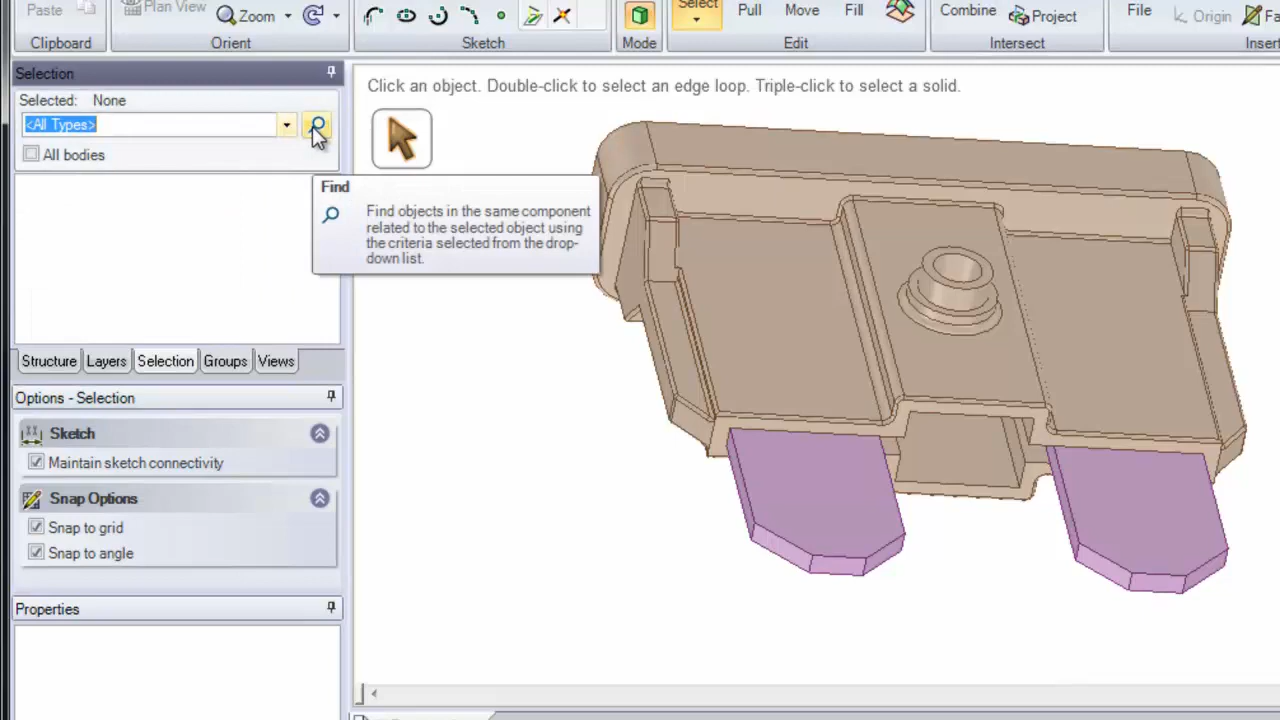 Paste Plan View Zoom Select Pull Move Fill Combine Project File Origin
Clipboard Orient Sketch Mode Edit Intersect
Selection
Selected: None
<All Types>
All bodies
Click an object. Double-click to select an edge loop. Triple-click to select a solid.
Find
Find objects in the same component
related to the selected object using
the criteria selected from the drop-
down list.
Structure Layers Selection Groups Views
Options - Selection
Sketch
Maintain sketch connectivity
Snap Options
Snap to grid
Snap to angle
Properties